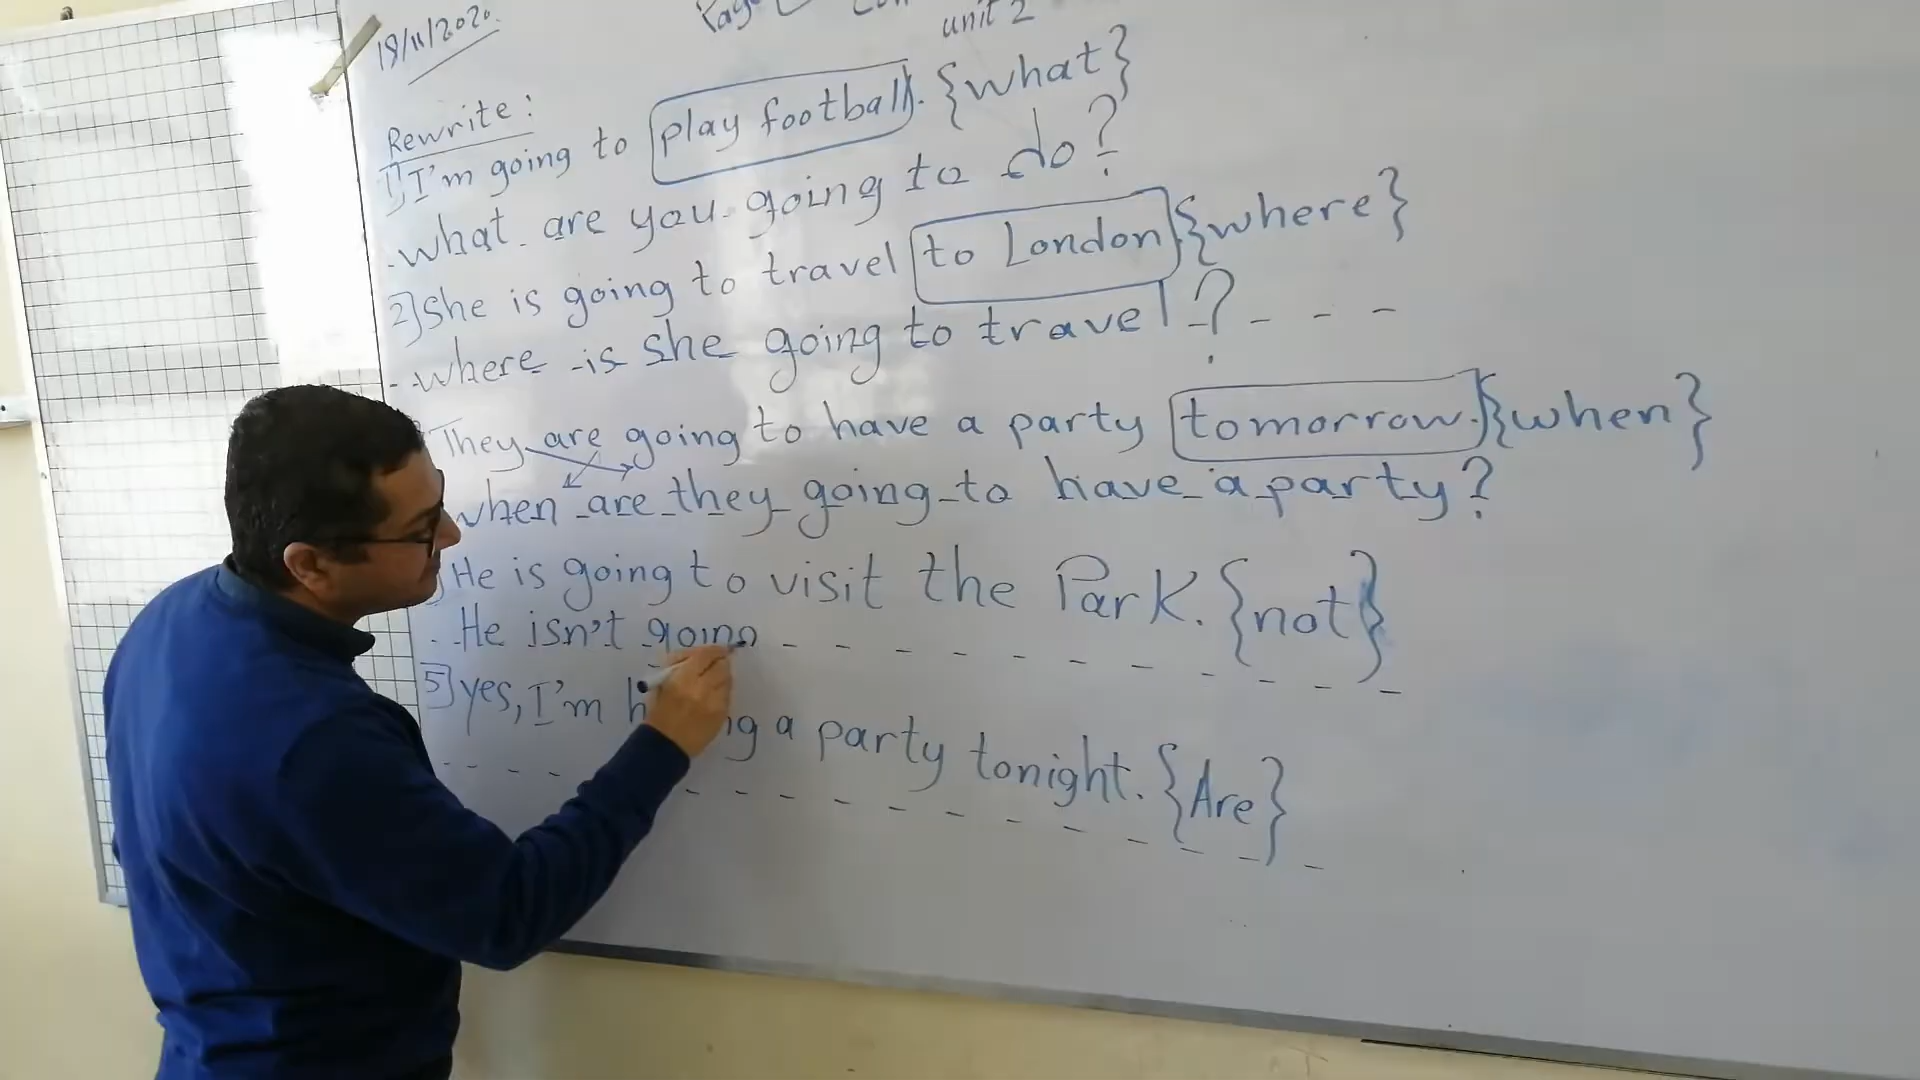 19/11/2020
unit 2
Rewrite:
1] I'm going to play football. {what}
what are you going to do?
2] She is going to travel to London. {where}
where is she going to travel?
They are going to have a party tomorrow. {when}
when are they going to have a party?
He is going to visit the Park. {not}
He isn't going
5] yes, I'm a party tonight. {Are}